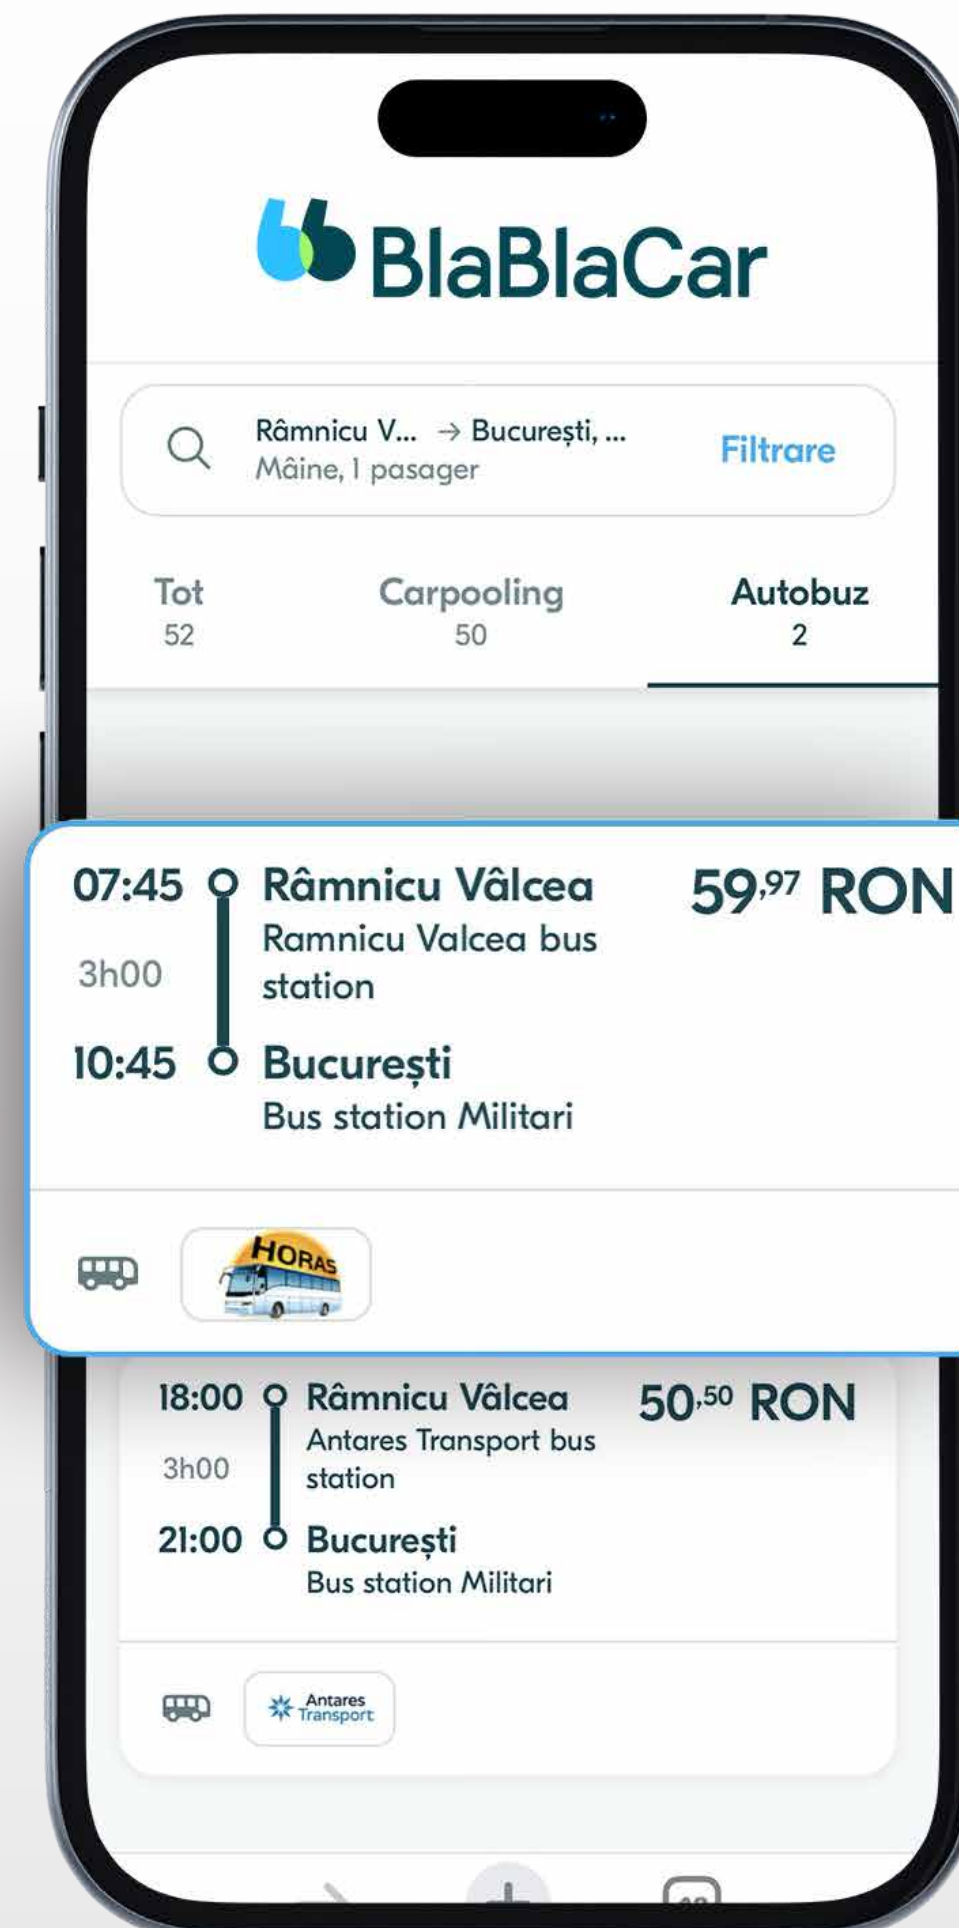 BlaBlaCar
Râmnicu V... → București, ...
Mâine, 1 pasager
Filtrare
Tot
52
Carpooling
50
Autobuz
2
07:45
Râmnicu Vâlcea
59,97 RON
Ramnicu Valcea bus
station
3h00
10:45
București
Bus station Militari
HORAS
18:00
Râmnicu Vâlcea
50,50 RON
Antares Transport bus
station
3h00
21:00
București
Bus station Militari
Antares
Transport